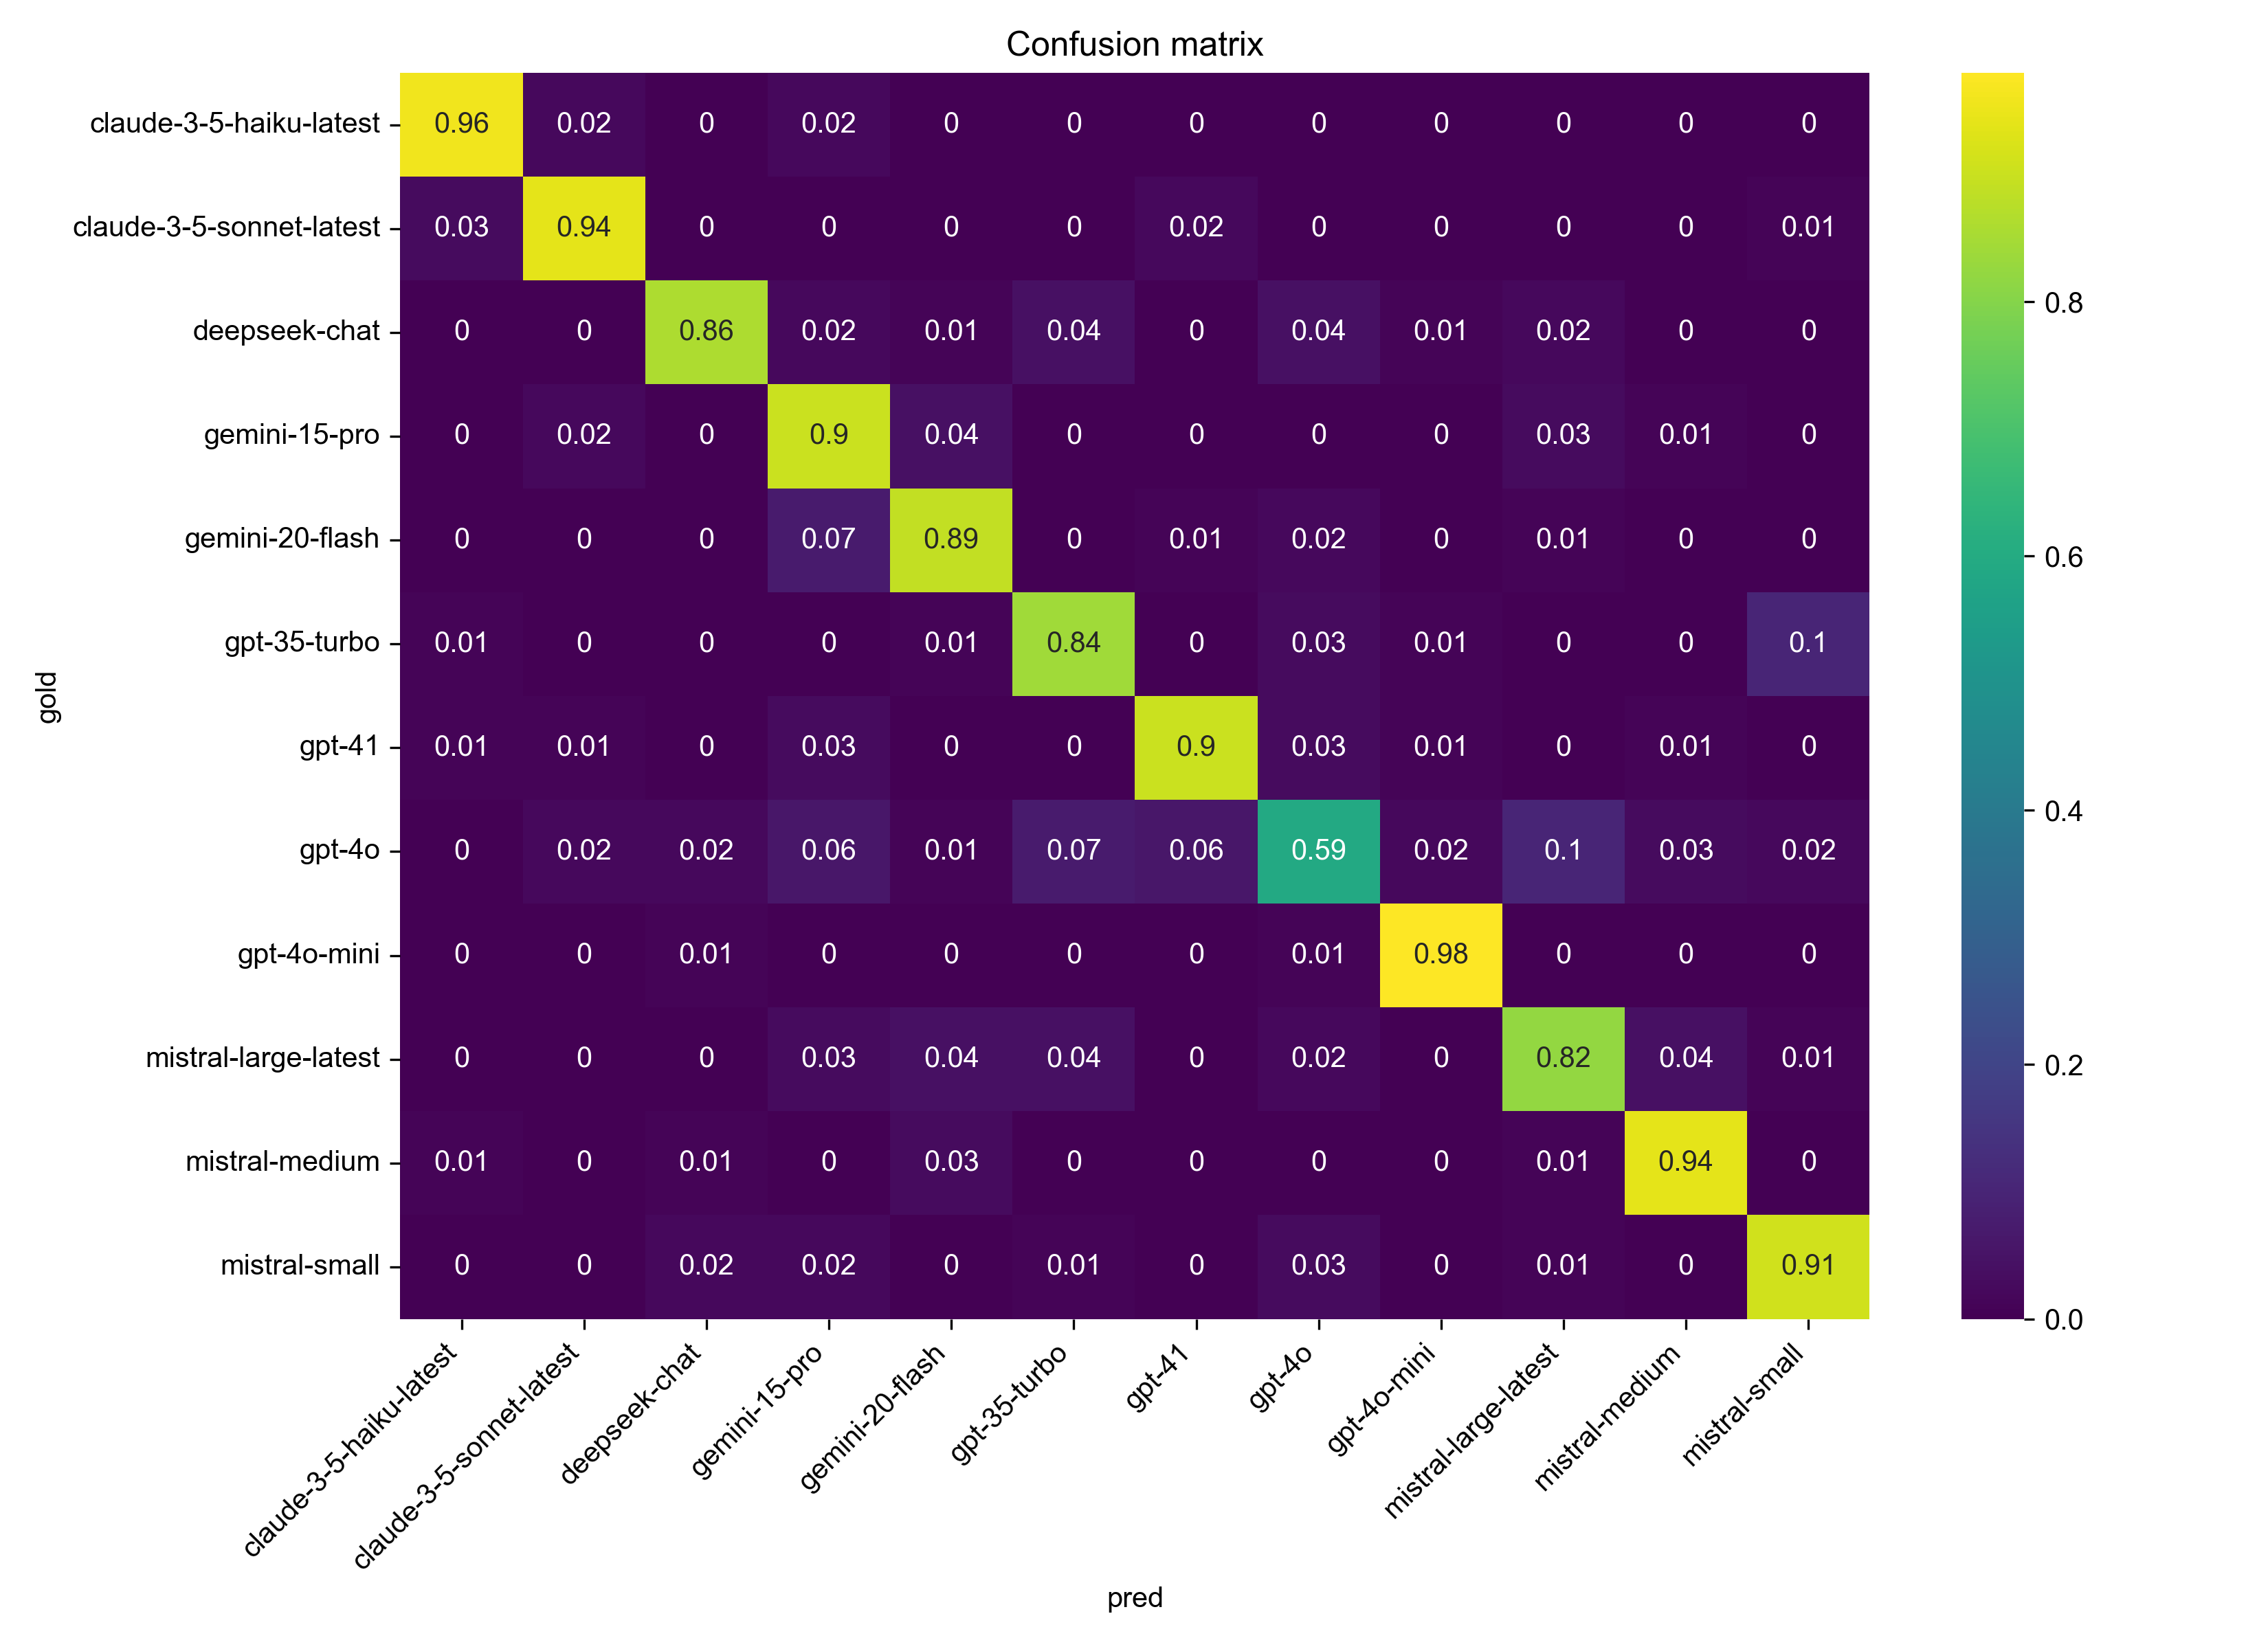 Confusion matrix
claude-3-5-haiku-latest 0.96 0.02 0 0.02 0 0 0 0 0 0 0 0
claude-3-5-sonnet-latest 0.03 0.94 0 0 0 0 0.02 0 0 0 0 0.01
deepseek-chat 0 0 0.86 0.02 0.01 0.04 0 0.04 0.01 0.02 0 0
gemini-15-pro 0 0.02 0 0.9 0.04 0 0 0 0 0.03 0.01 0
gemini-20-flash 0 0 0 0.07 0.89 0 0.01 0.02 0 0.01 0 0
gpt-35-turbo 0.01 0 0 0 0.01 0.84 0 0.03 0.01 0 0 0.1
gpt-41 0.01 0.01 0 0.03 0 0 0.9 0.03 0.01 0 0.01 0
gpt-4o 0 0.02 0.02 0.06 0.01 0.07 0.06 0.59 0.02 0.1 0.03 0.02
gpt-4o-mini 0 0 0.01 0 0 0 0 0.01 0.98 0 0 0
mistral-large-latest 0 0 0 0.03 0.04 0.04 0 0.02 0 0.82 0.04 0.01
mistral-medium 0.01 0 0.01 0 0.03 0 0 0 0 0.01 0.94 0
mistral-small 0 0 0.02 0.02 0 0.01 0 0.03 0 0.01 0 0.91
gold
claude-3-5-haiku-latest
claude-3-5-sonnet-latest
deepseek-chat
gemini-15-pro
gemini-20-flash
gpt-35-turbo
gpt-41
gpt-4o
gpt-4o-mini
mistral-large-latest
mistral-medium
mistral-small
pred
0.8
0.6
0.4
0.2
0.0